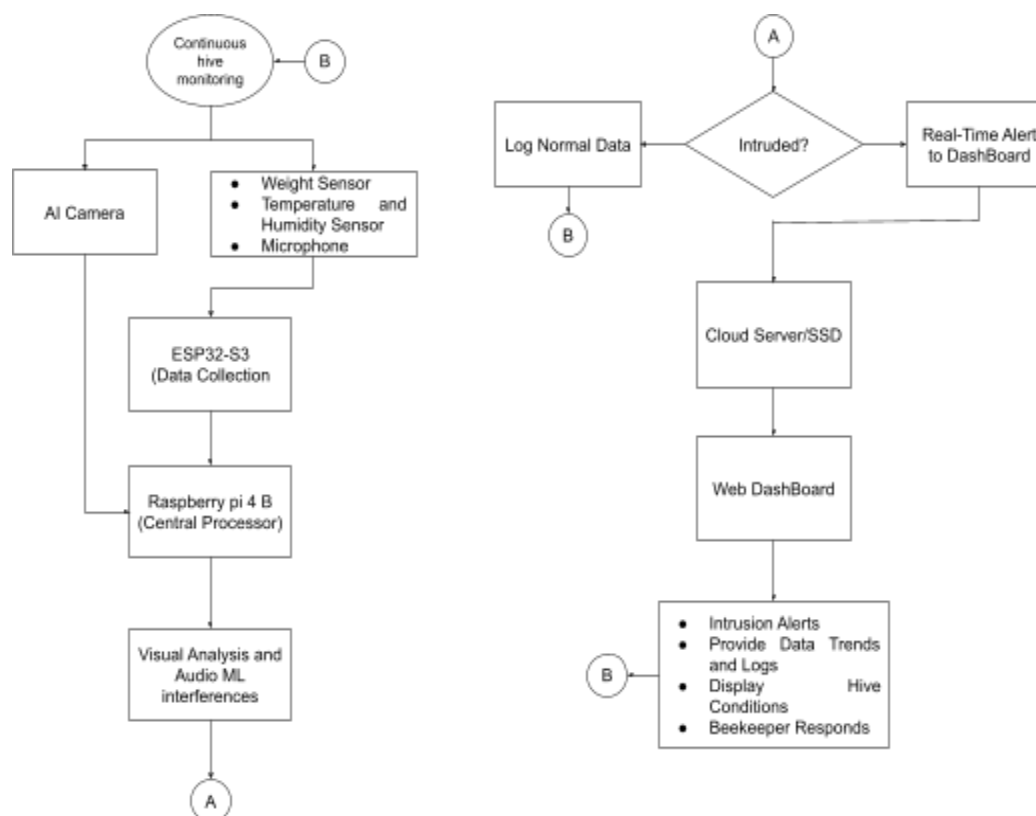 Continuous
hive
monitoring
B
AI Camera
● Weight Sensor
● Temperature and
Humidity Sensor
● Microphone
ESP32-S3
(Data Collection
Raspberry pi 4 B
(Central Processor)
Visual Analysis and
Audio ML
interferences
A
A
Intruded?
Log Normal Data
B
Real-Time Alert
to DashBoard
Cloud Server/SSD
Web DashBoard
● Intrusion Alerts
● Provide Data Trends
and Logs
● Display Hive
Conditions
● Beekeeper Responds
B